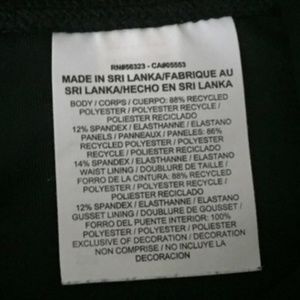 RN#56323 - CA#05553
MADE IN SRI LANKA/FABRIQUE AU
SRI LANKA/HECHO EN SRI LANKA
BODY / CORPS / CUERPO: 88% RECYCLED
POLYESTER / POLYESTER RECYCLE /
POLIESTER RECICLADO
12% SPANDEX / ELASTHANNE / ELASTANO
PANELS / PANNEAUX / PANELES: 86%
RECYCLED POLYESTER / POLYESTER
RECYCLE / POLIESTER RECICLADO
14% SPANDEX / ELASTHANNE / ELASTANO
WAIST LINING / DOUBLURE DE TAILLE /
FORRO DE LA CINTURA: 88% RECYCLED
POLYESTER / POLYESTER RECYCLE /
POLIESTER RECICLADO
12% SPANDEX / ELASTHANNE / ELASTANO
GUSSET LINING / DOUBLURE DE GOUSSET /
FORRO DEL PUENTE INTERIOR: 100%
POLYESTER / POLYESTER / POLIESTER
EXCLUSIVE OF DECORATION / DECORATION
NON COMPRISE / NO INCLUYE LA
DECORACION